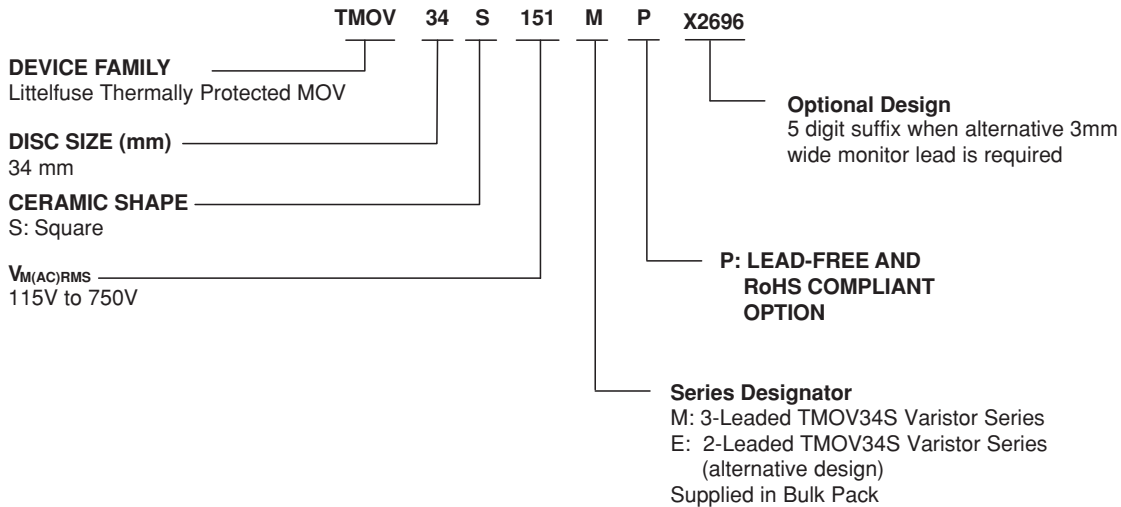 TMOV 34 S 151 M P X2696
DEVICE FAMILY
Littelfuse Thermally Protected MOV
DISC SIZE (mm)
34 mm
CERAMIC SHAPE
S: Square
VM(AC)RMS
115V to 750V
Optional Design
5 digit suffix when alternative 3mm
wide monitor lead is required
P: LEAD-FREE AND
RoHS COMPLIANT
OPTION
Series Designator
M: 3-Leaded TMOV34S Varistor Series
E: 2-Leaded TMOV34S Varistor Series
(alternative design)
Supplied in Bulk Pack